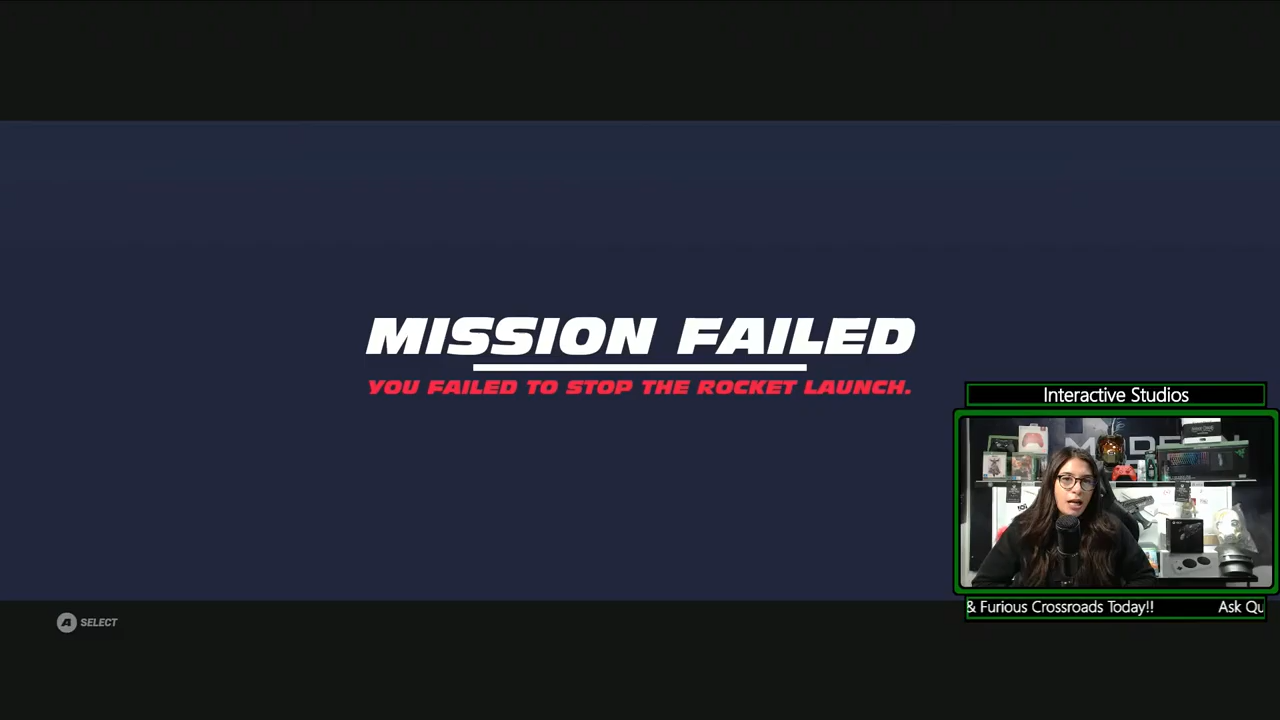 MISSION FAILED
YOU FAILED TO STOP THE ROCKET LAUNCH.
Interactive Studios
& Furious Crossroads Today!! Ask Qu
A SELECT